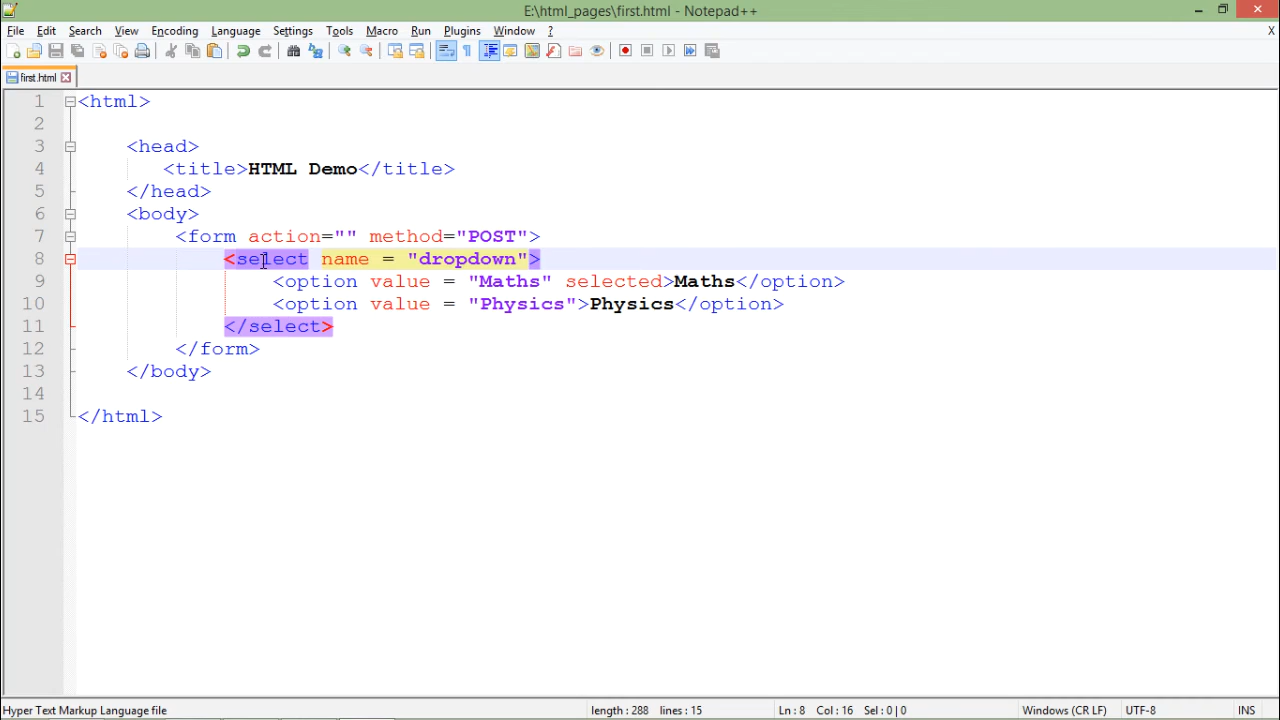 E:\html_pages\first.html - Notepad++
File Edit Search View Encoding Language Settings Tools Macro Run Plugins Window ? X
first.html
1 <html>
2
3 <head>
4 <title>HTML Demo</title>
5 </head>
6 <body>
7 <form action="" method="POST">
8 <select name = "dropdown">
9 <option value = "Maths" selected>Maths</option>
10 <option value = "Physics">Physics</option>
11 </select>
12 </form>
13 </body>
14
15 </html>
Hyper Text Markup Language file length : 288 lines : 15 Ln : 8 Col : 16 Sel : 0 | 0 Windows (CR LF) UTF-8 INS